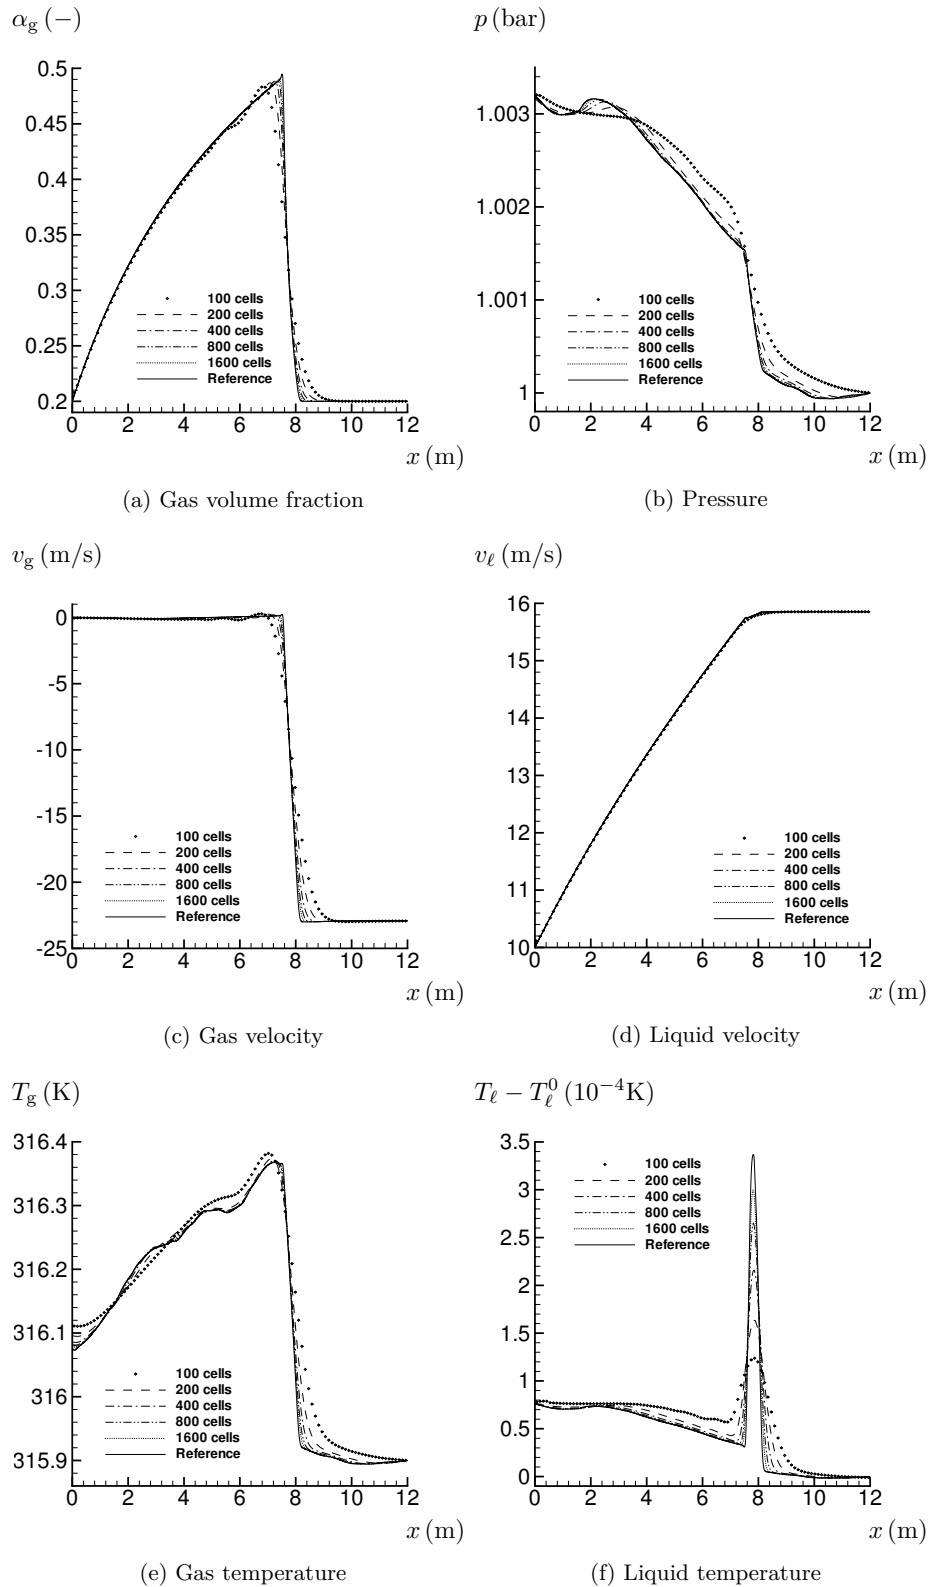 α_g (−)
0.5
0.45
0.4
0.35
0.3
0.25
0.2
100 cells
200 cells
400 cells
800 cells
1600 cells
Reference
0 2 4 6 8 10 12
x (m)
(a) Gas volume fraction
p (bar)
1.003
1.002
1.001
1
100 cells
200 cells
400 cells
800 cells
1600 cells
Reference
0 2 4 6 8 10 12
x (m)
(b) Pressure
v_g (m/s)
0
-5
-10
-15
-20
-25
100 cells
200 cells
400 cells
800 cells
1600 cells
Reference
0 2 4 6 8 10 12
x (m)
(c) Gas velocity
v_ℓ (m/s)
16
15
14
13
12
11
10
100 cells
200 cells
400 cells
800 cells
1600 cells
Reference
0 2 4 6 8 10 12
x (m)
(d) Liquid velocity
T_g (K)
316.4
316.3
316.2
316.1
316
315.9
100 cells
200 cells
400 cells
800 cells
1600 cells
Reference
0 2 4 6 8 10 12
x (m)
(e) Gas temperature
T_ℓ − T_ℓ^0 (10^−4K)
3.5
3
2.5
2
1.5
1
0.5
0
100 cells
200 cells
400 cells
800 cells
1600 cells
Reference
0 2 4 6 8 10 12
x (m)
(f) Liquid temperature